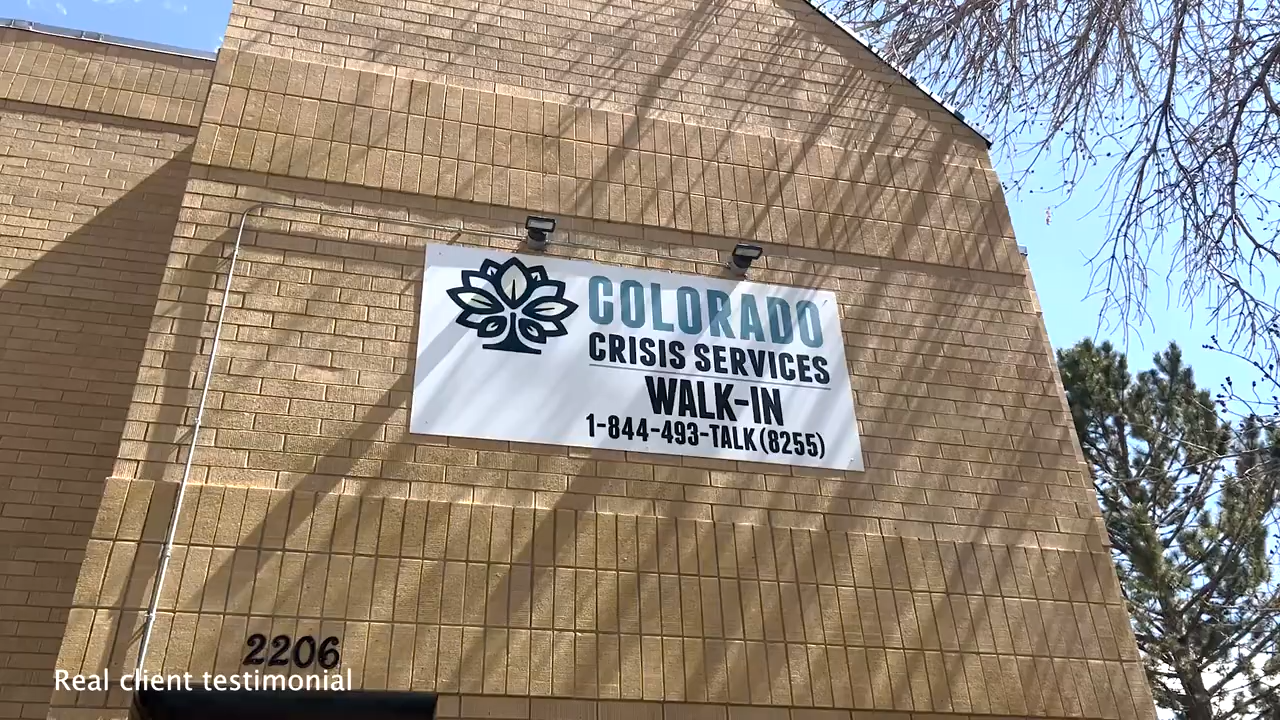 COLORADO
CRISIS SERVICES
WALK-IN
1-844-493-TALK(8255)
2206
Real client testimonial